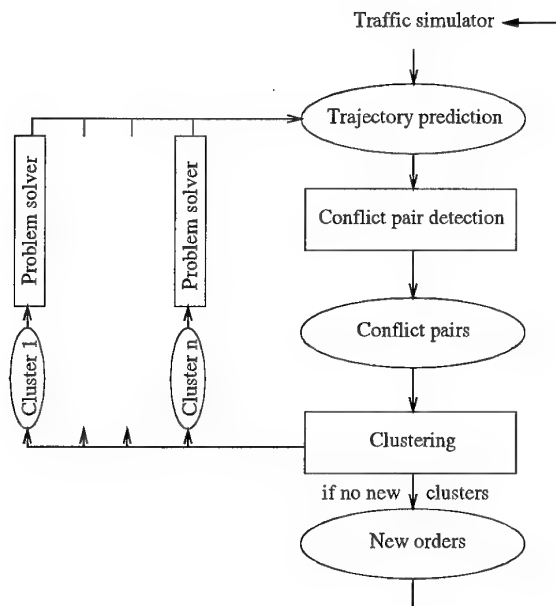 Traffic simulator
Trajectory prediction
Problem solver
Problem solver
Conflict pair detection
Cluster 1
Cluster n
Conflict pairs
Clustering
if no new clusters
New orders